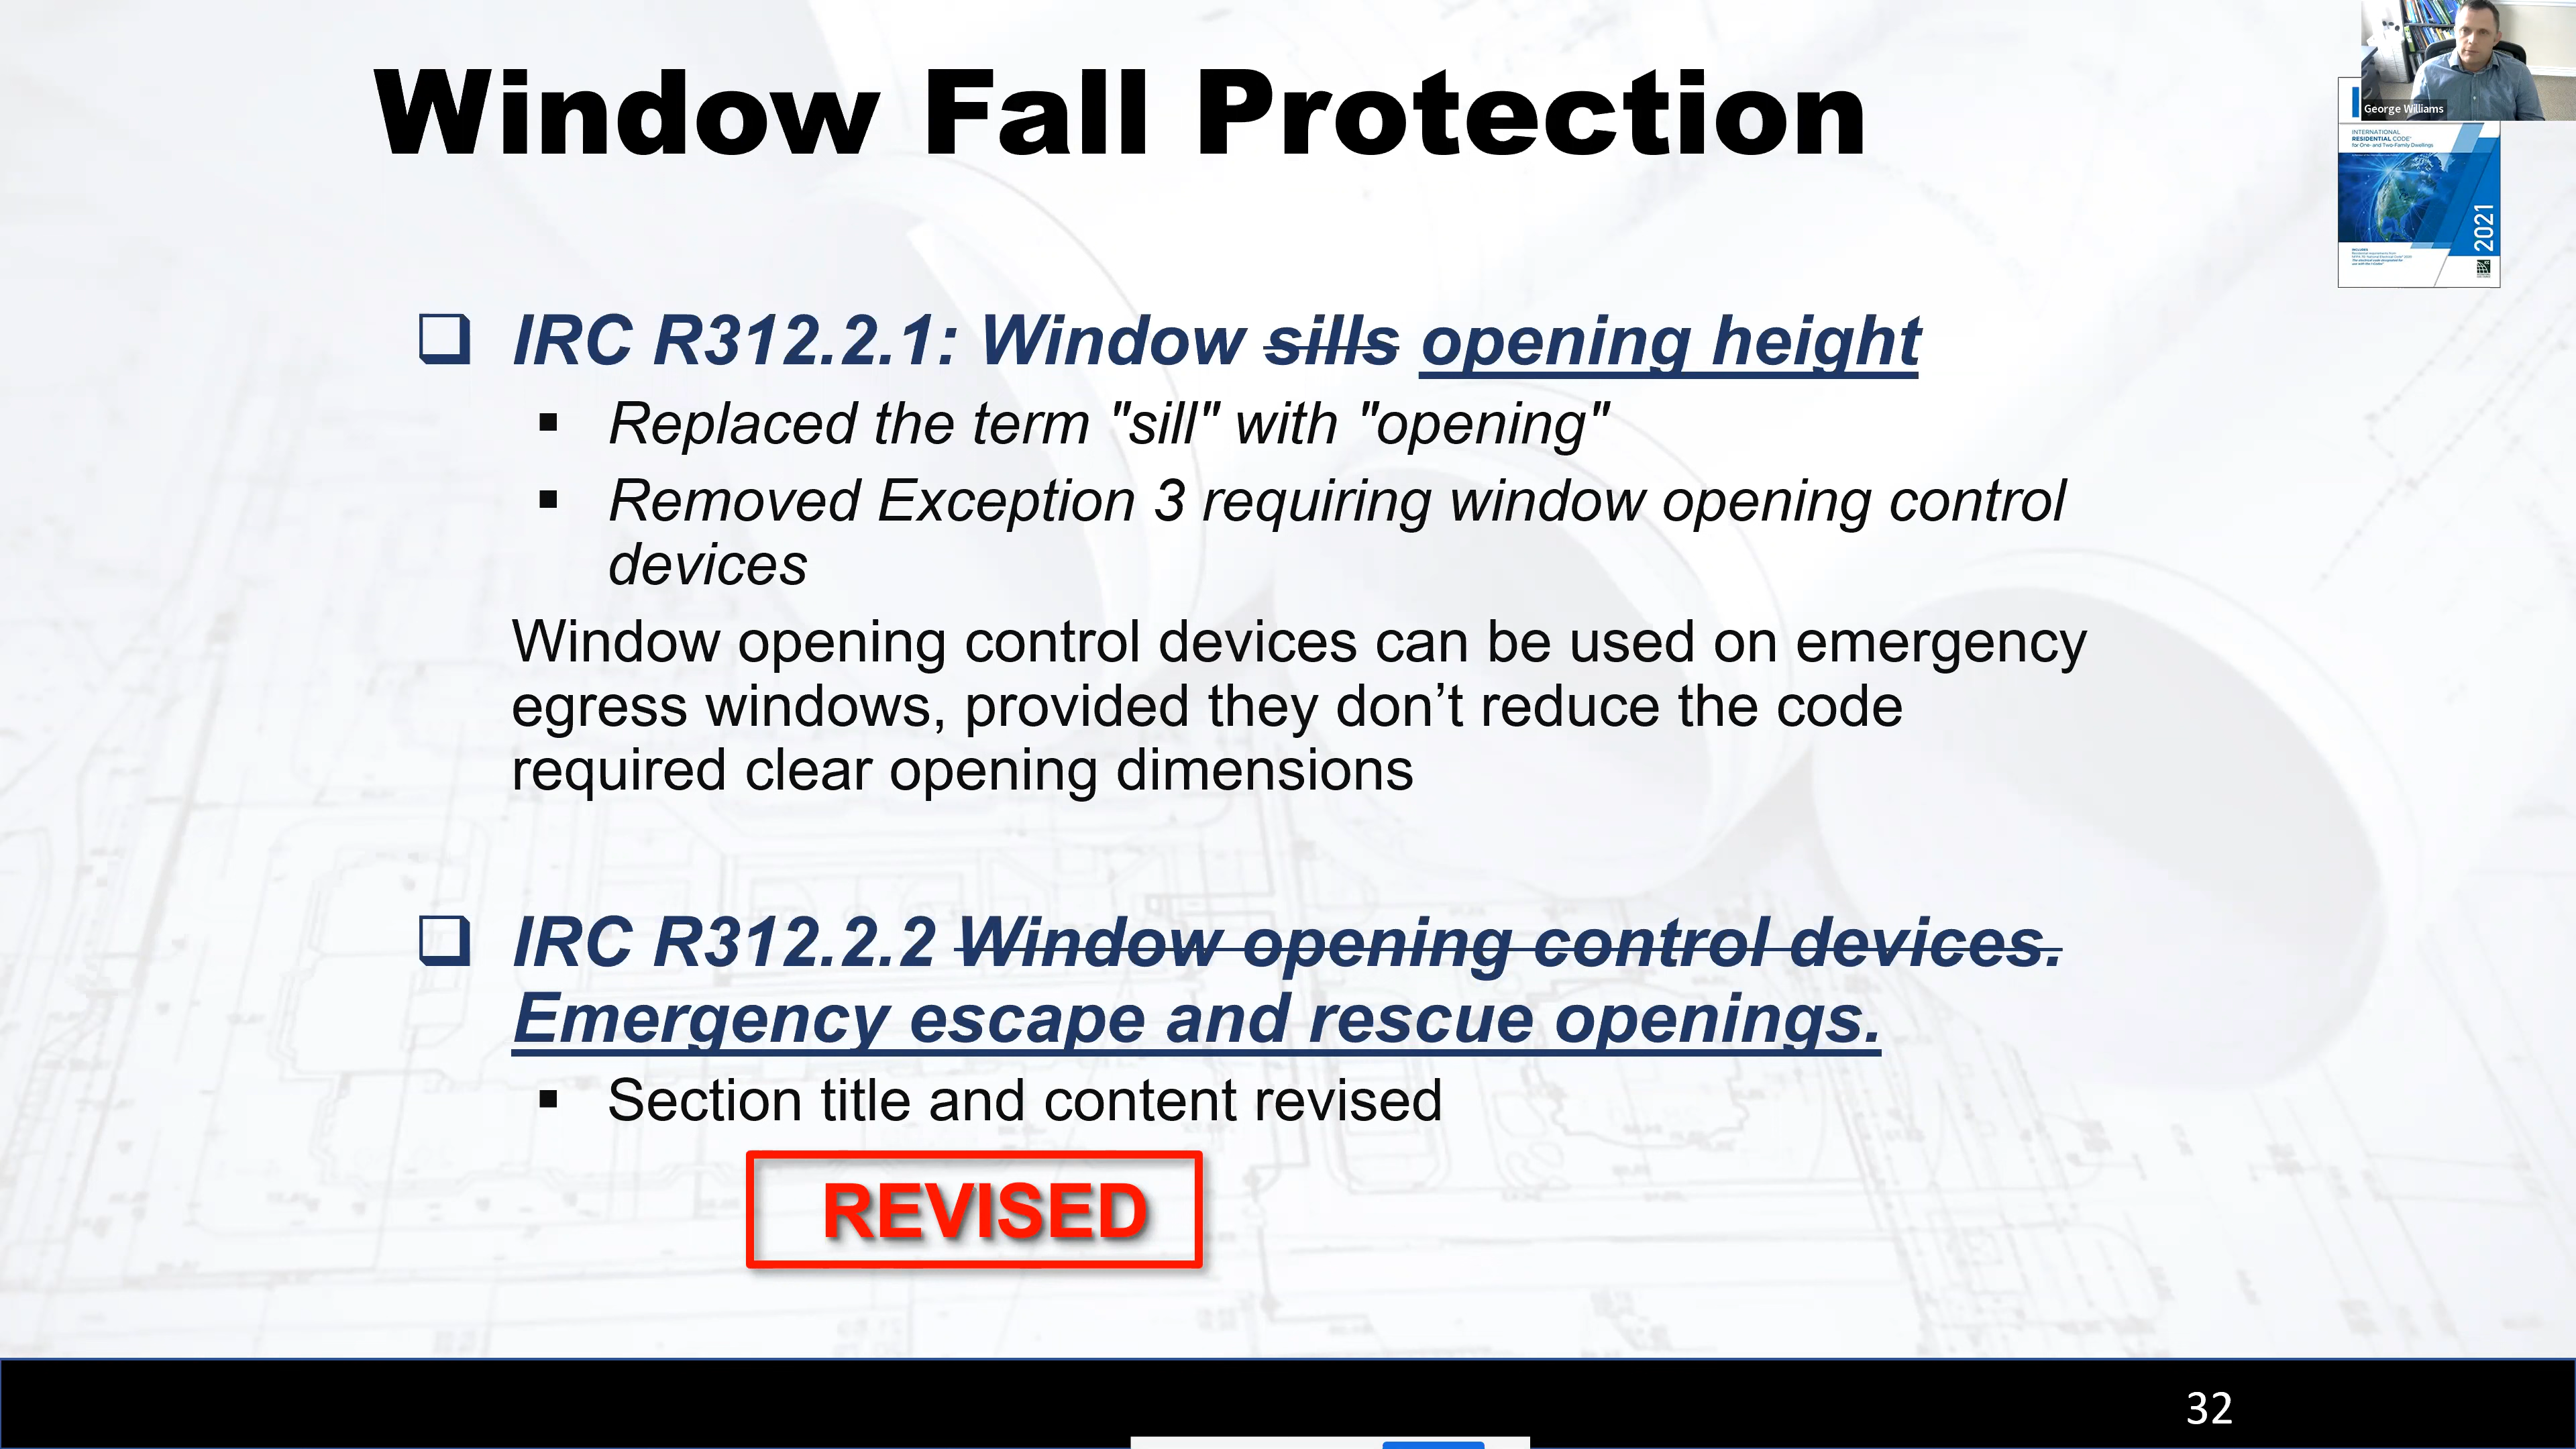 Window Fall Protection
George Williams
INTERNATIONAL
RESIDENTIAL CODE®
for One- and Two-Family Dwellings
2021
IRC R312.2.1: Window sills opening height
Replaced the term "sill" with "opening"
Removed Exception 3 requiring window opening control
devices
Window opening control devices can be used on emergency
egress windows, provided they don’t reduce the code
required clear opening dimensions
IRC R312.2.2 Window opening control devices.
Emergency escape and rescue openings.
Section title and content revised
REVISED
32